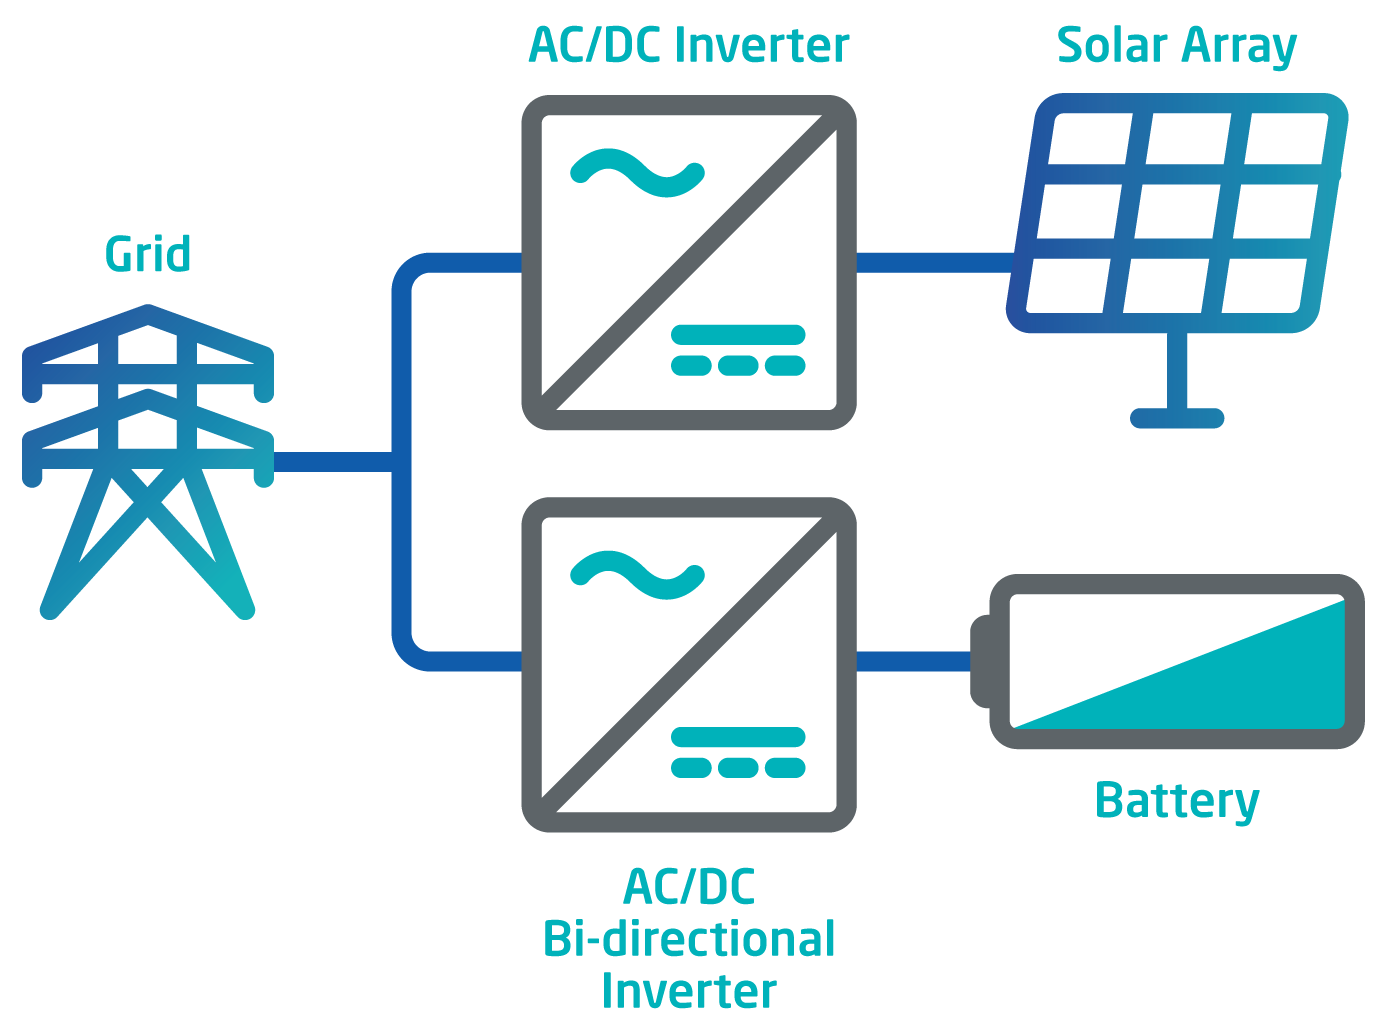 AC/DC Inverter
Solar Array
Grid
Battery
AC/DC
Bi-directional
Inverter